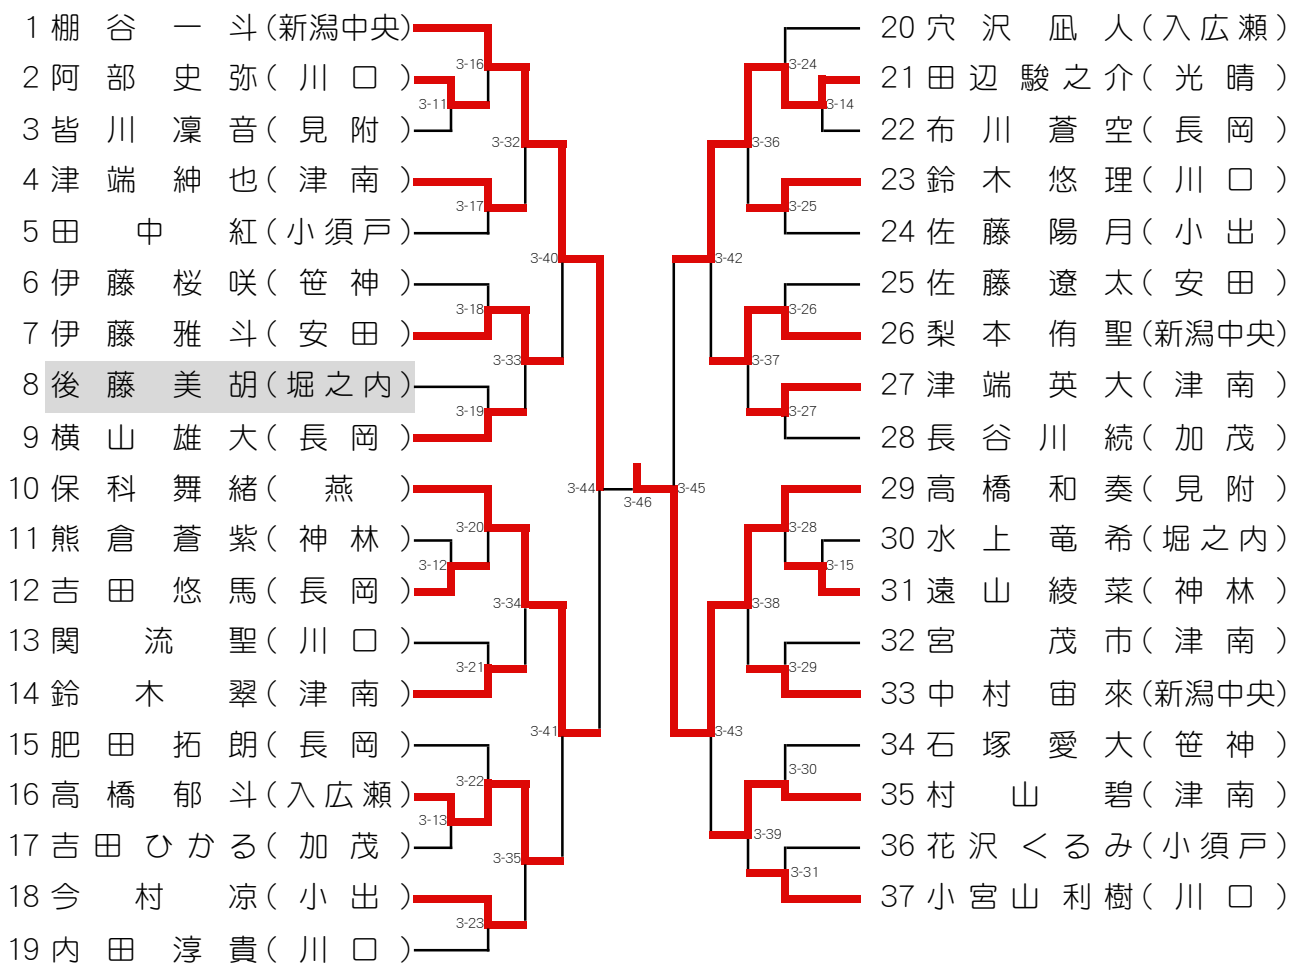 1 棚谷一斗(新潟中央)
2 阿部史弥(川口)
3 皆川凜音(見附)
4 津端紳也(津南)
5 田中紅(小須戸)
6 伊藤桜咲(笹神)
7 伊藤雅斗(安田)
8 後藤美胡(堀之内)
9 横山雄大(長岡)
10 保科舞緒(燕)
11 熊倉蒼紫(神林)
12 吉田悠馬(長岡)
13 関流聖(川口)
14 鈴木翠(津南)
15 肥田拓朗(長岡)
16 高橋郁斗(入広瀬)
17 吉田ひかる(加茂)
18 今村凉(小出)
19 内田淳貴(川口)
3-16
3-11
3-32
3-17
3-40
3-18
3-33
3-19
3-44
3-20
3-12
3-34
3-21
3-41
3-22
3-13
3-35
3-23
3-46
3-24
3-14
3-36
3-25
3-42
3-26
3-37
3-27
3-45
3-28
3-15
3-38
3-29
3-43
3-30
3-39
3-31
20 穴沢凪人(入広瀬)
21 田辺駿之介(光晴)
22 布川蒼空(長岡)
23 鈴木悠理(川口)
24 佐藤陽月(小出)
25 佐藤遼太(安田)
26 梨本侑聖(新潟中央)
27 津端英大(津南)
28 長谷川続(加茂)
29 高橋和奏(見附)
30 水上竜希(堀之内)
31 遠山綾菜(神林)
32 宮茂市(津南)
33 中村宙來(新潟中央)
34 石塚愛大(笹神)
35 村山碧(津南)
36 花沢くるみ(小須戸)
37 小宮山利樹(川口)